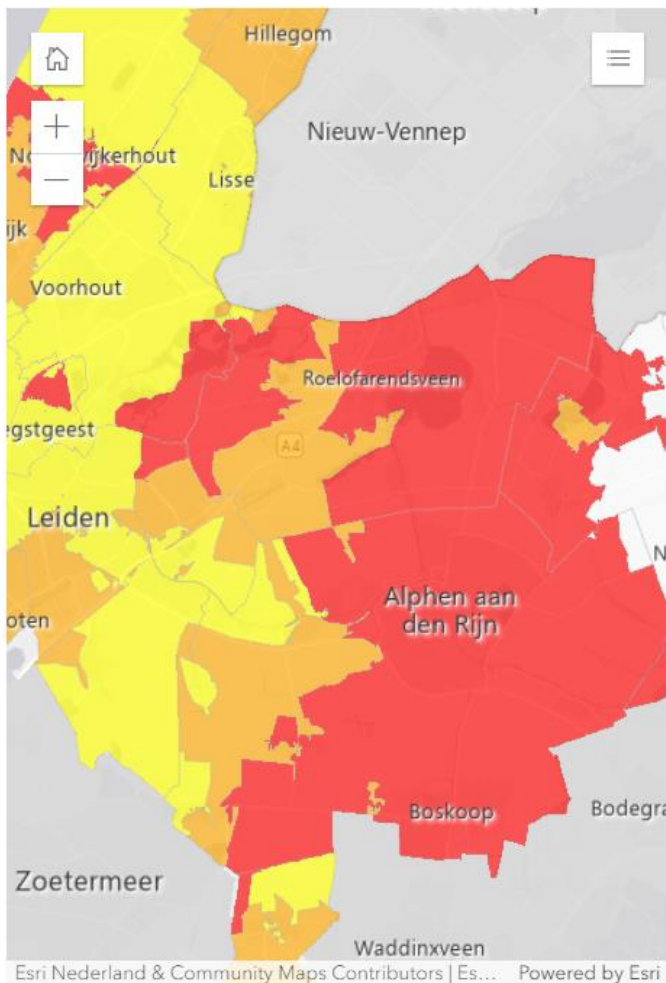 Hillegom
Nieuw-Vennep
Lisse
Voorhout
Roelofarendsveen
A4
Leiden
Alphen aan
den Rijn
Boskoop
Zoetermeer
Waddinxveen
Esri Nederland & Community Maps Contributors | Es... Powered by Esri